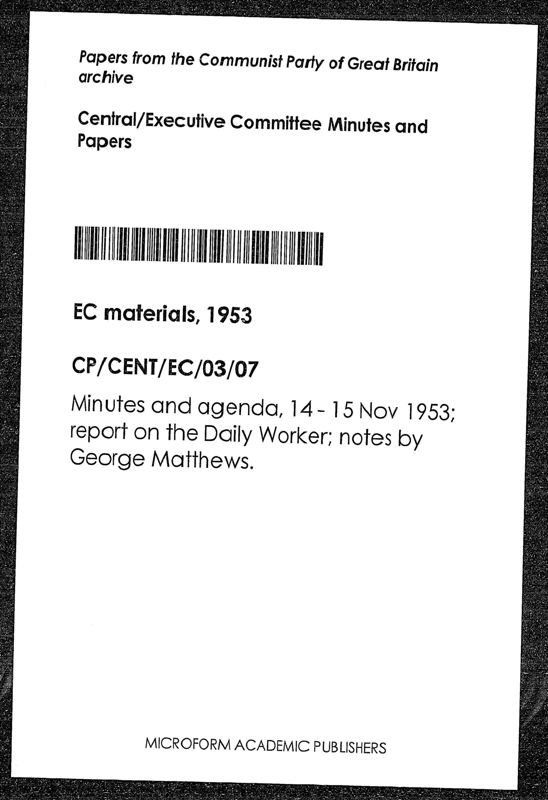 Papers from the Communist Party of Great Britain
archive
Central/Executive Committee Minutes and
Papers
EC materials, 1953
CP/CENT/EC/03/07
Minutes and agenda, 14 - 15 Nov 1953;
report on the Daily Worker; notes by
George Matthews.
MICROFORM ACADEMIC PUBLISHERS